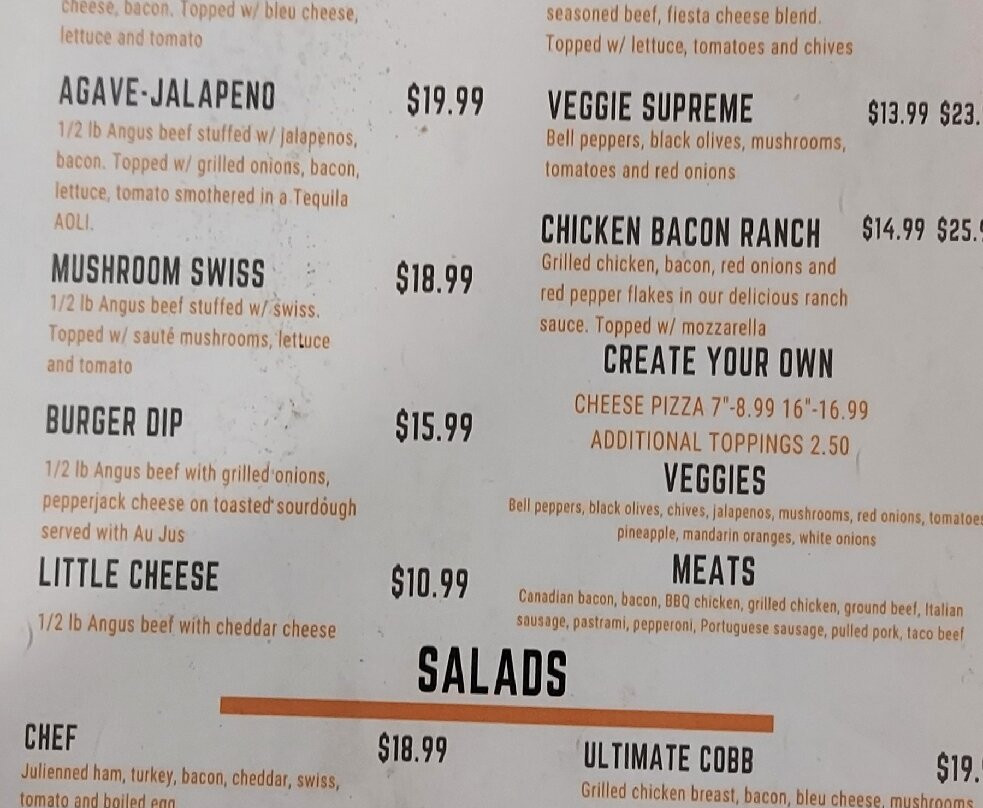 cheese, bacon. Topped w/ bleu cheese,
lettuce and tomato
AGAVE-JALAPENO $19.99
1/2 lb Angus beef stuffed w/ jalapenos,
bacon. Topped w/ grilled onions, bacon,
lettuce, tomato smothered in a Tequila
AOLI.
MUSHROOM SWISS $18.99
1/2 lb Angus beef stuffed w/ swiss.
Topped w/ sauté mushrooms, lettuce
and tomato
BURGER DIP $15.99
1/2 lb Angus beef with grilled onions,
pepperjack cheese on toasted sourdough
served with Au Jus
LITTLE CHEESE $10.99
1/2 lb Angus beef with cheddar cheese
seasoned beef, fiesta cheese blend.
Topped w/ lettuce, tomatoes and chives
VEGGIE SUPREME $13.99 $23.
Bell peppers, black olives, mushrooms,
tomatoes and red onions
CHICKEN BACON RANCH $14.99 $25.9
Grilled chicken, bacon, red onions and
red pepper flakes in our delicious ranch
sauce. Topped w/ mozzarella
CREATE YOUR OWN
CHEESE PIZZA 7"-8.99 16"-16.99
ADDITIONAL TOPPINGS 2.50
VEGGIES
Bell peppers, black olives, chives, jalapenos, mushrooms, red onions, tomatoes
pineapple, mandarin oranges, white onions
MEATS
Canadian bacon, bacon, BBQ chicken, grilled chicken, ground beef, Italian
sausage, pastrami, pepperoni, Portuguese sausage, pulled pork, taco beef
SALADS
CHEF $18.99
Julienned ham, turkey, bacon, cheddar, swiss,
tomato and boiled egg
ULTIMATE COBB $19.
Grilled chicken breast, bacon, bleu cheese, mushrooms